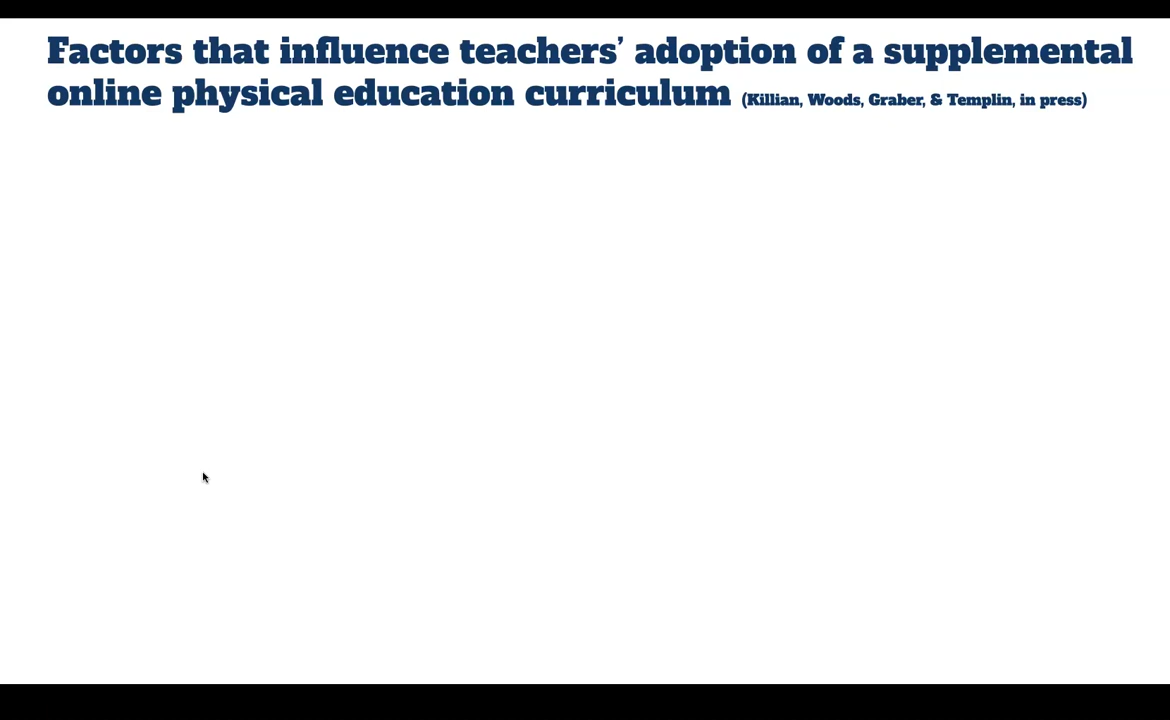 Factors that influence teachers’ adoption of a supplemental
online physical education curriculum (Killian, Woods, Graber, & Templin, in press)